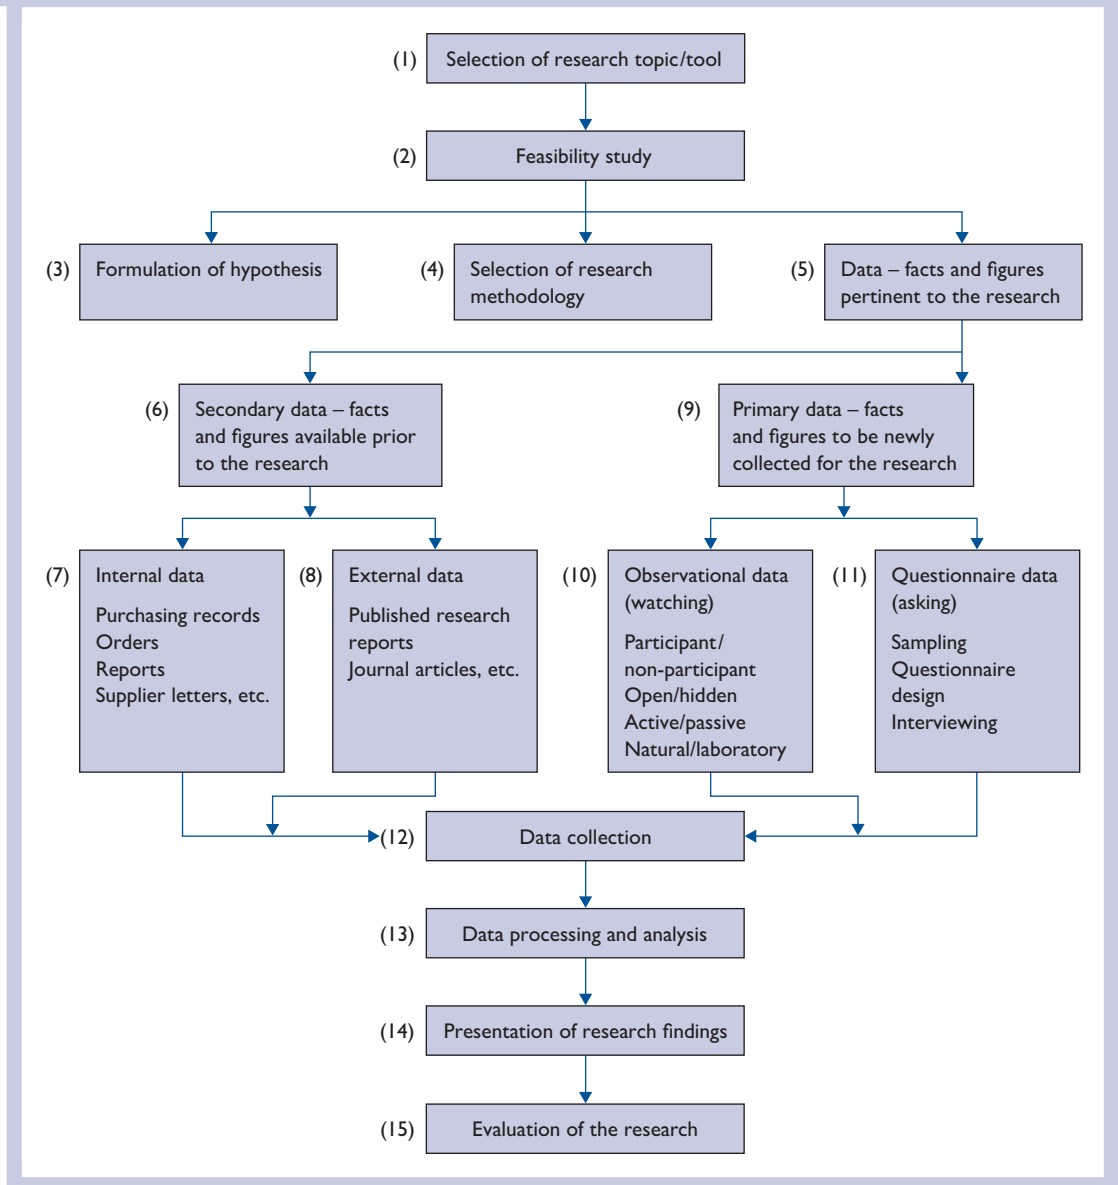 (1) Selection of research topic/tool
(2) Feasibility study
(3) Formulation of hypothesis
(4) Selection of research
methodology
(5) Data – facts and figures
pertinent to the research
(6) Secondary data – facts
and figures available prior
to the research
(9) Primary data – facts
and figures to be newly
collected for the research
(7) Internal data
Purchasing records
Orders
Reports
Supplier letters, etc.
(8) External data
Published research
reports
Journal articles, etc.
(10) Observational data
(watching)
Participant/
non-participant
Open/hidden
Active/passive
Natural/laboratory
(11) Questionnaire data
(asking)
Sampling
Questionnaire
design
Interviewing
(12) Data collection
(13) Data processing and analysis
(14) Presentation of research findings
(15) Evaluation of the research